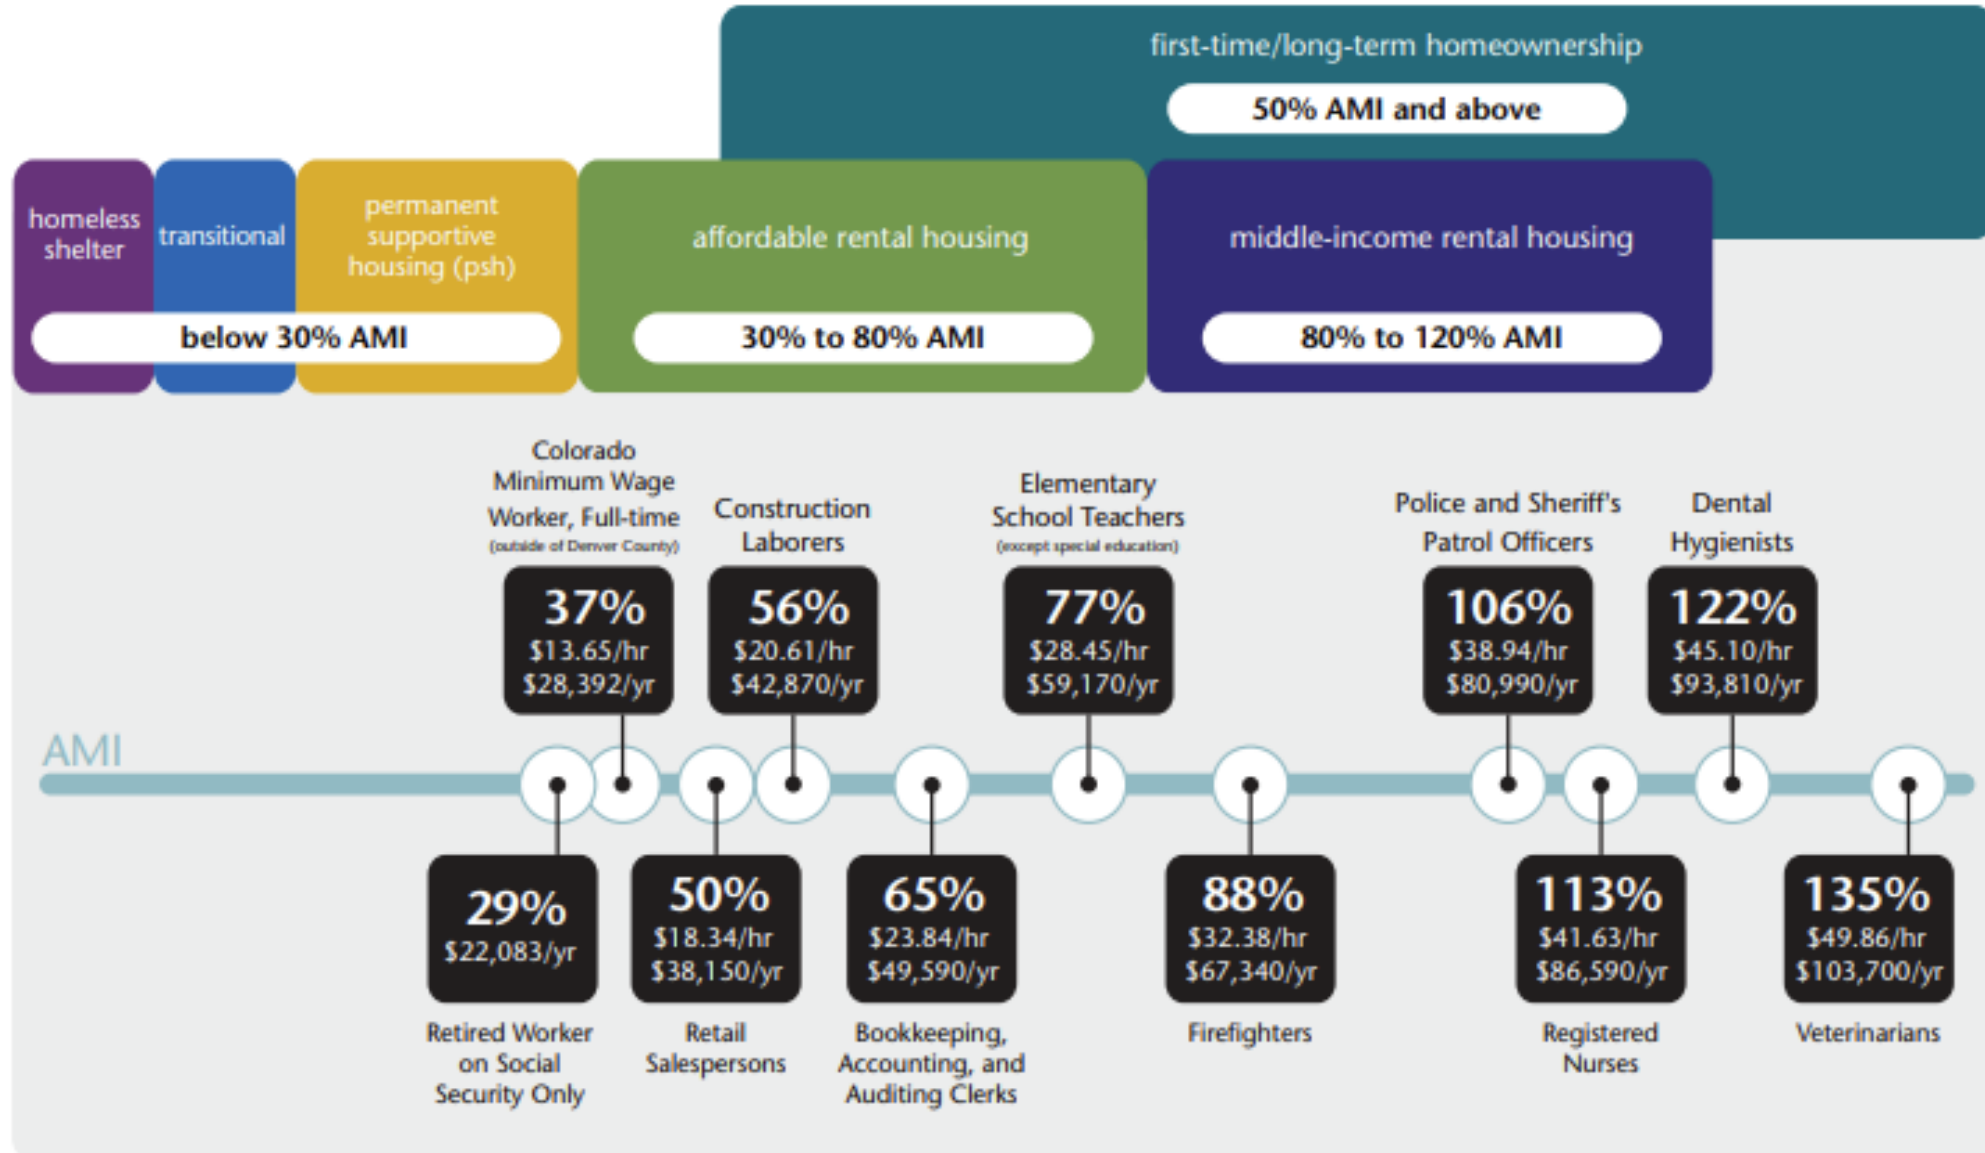 first-time/long-term homeownership
50% AMI and above
homeless
shelter
transitional
permanent
supportive
housing (psh)
below 30% AMI
affordable rental housing
30% to 80% AMI
middle-income rental housing
80% to 120% AMI
Colorado
Minimum Wage
Worker, Full-time
(outside of Denver County)
37%
$13.65/hr
$28,392/yr
Construction
Laborers
56%
$20.61/hr
$42,870/yr
Elementary
School Teachers
(except special education)
77%
$28.45/hr
$59,170/yr
Police and Sheriff's
Patrol Officers
106%
$38.94/hr
$80,990/yr
Dental
Hygienists
122%
$45.10/hr
$93,810/yr
AMI
29%
$22,083/yr
Retired Worker
on Social
Security Only
50%
$18.34/hr
$38,150/yr
Retail
Salespersons
65%
$23.84/hr
$49,590/yr
Bookkeeping,
Accounting, and
Auditing Clerks
88%
$32.38/hr
$67,340/yr
Firefighters
113%
$41.63/hr
$86,590/yr
Registered
Nurses
135%
$49.86/hr
$103,700/yr
Veterinarians